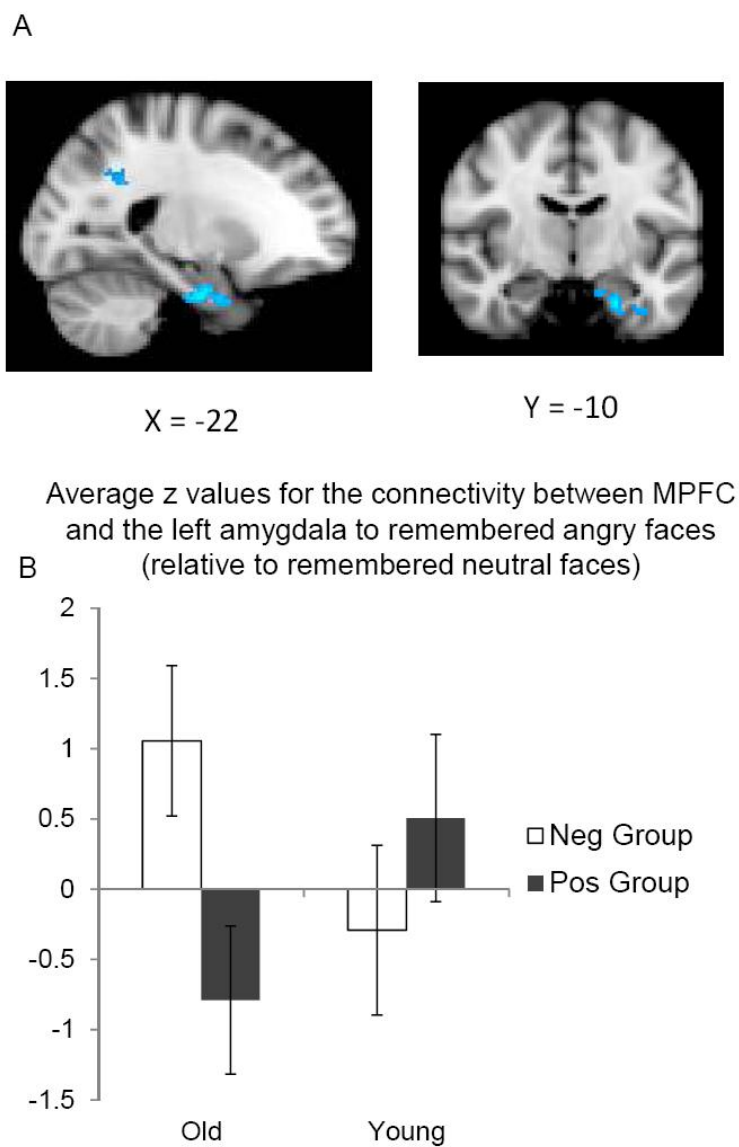 A
X = -22
Y = -10
Average z values for the connectivity between MPFC
and the left amygdala to remembered angry faces
(relative to remembered neutral faces)
B
2
1.5
1
0.5
0
-0.5
-1
-1.5
Old
Young
Neg Group
Pos Group